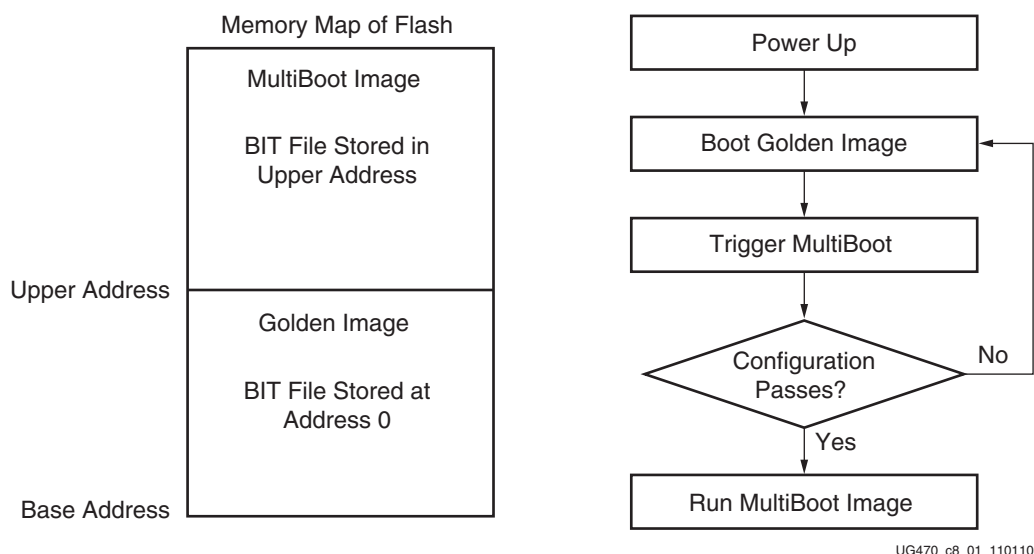 Memory Map of Flash
MultiBoot Image
BIT File Stored in
Upper Address
Upper Address
Golden Image
BIT File Stored at
Address 0
Base Address
Power Up
Boot Golden Image
Trigger MultiBoot
Configuration
Passes?
No
Yes
Run MultiBoot Image
UG470_c8_01_110110